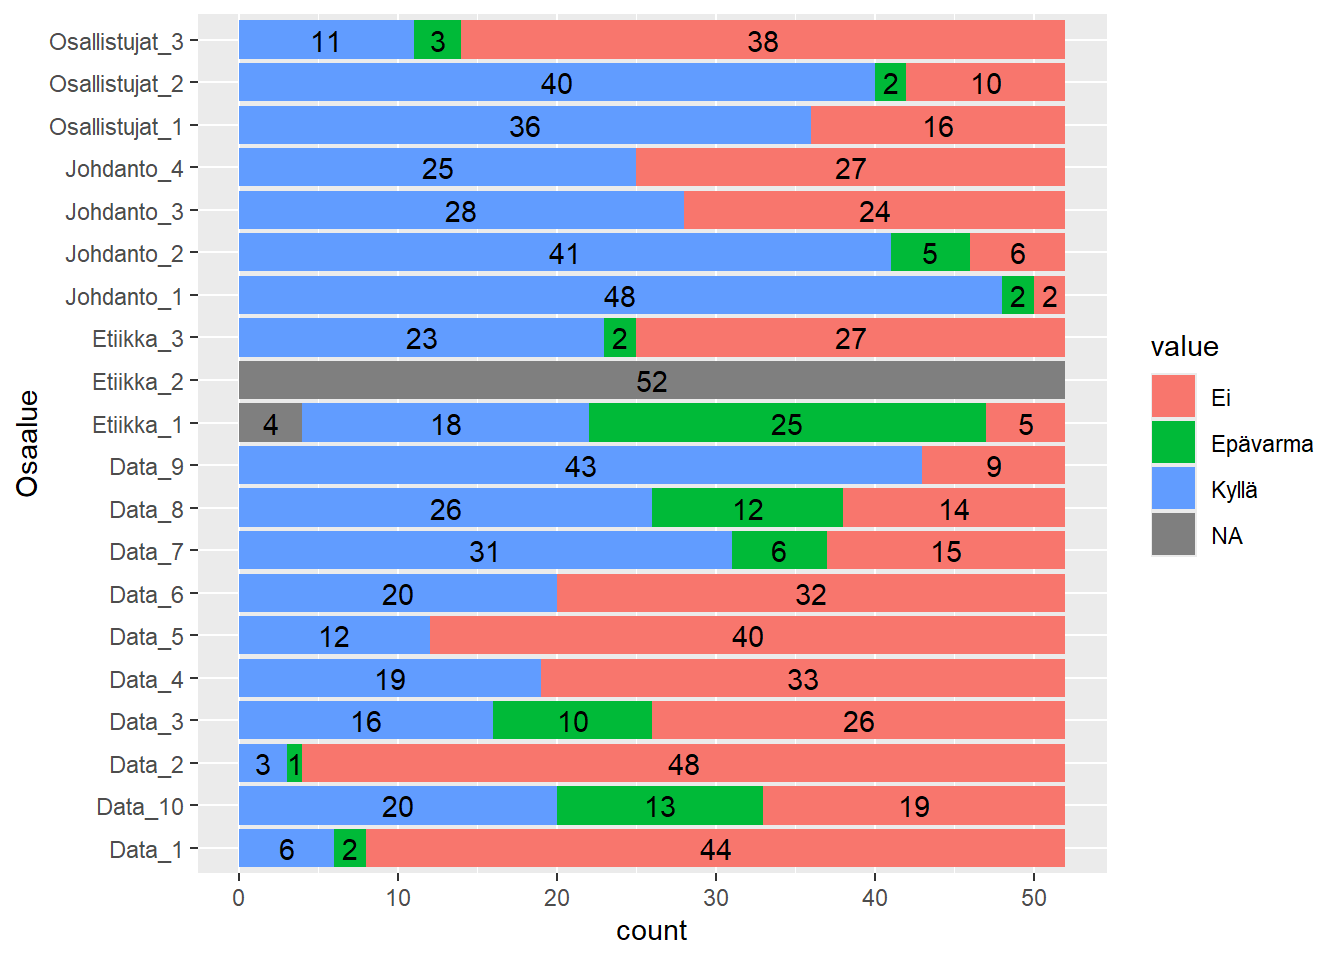 Osaalue
Osallistujat_3 11 3 38
Osallistujat_2 40 2 10
Osallistujat_1 36 16
Johdanto_4 25 27
Johdanto_3 28 24
Johdanto_2 41 5 6
Johdanto_1 48 2 2
Etiikka_3 23 2 27
Etiikka_2 52
Etiikka_1 4 18 25 5
Data_9 43 9
Data_8 26 12 14
Data_7 31 6 15
Data_6 20 32
Data_5 12 40
Data_4 19 33
Data_3 16 10 26
Data_2 3 1 48
Data_10 20 13 19
Data_1 6 2 44
0 10 20 30 40 50
count
value
Ei
Epävarma
Kyllä
NA